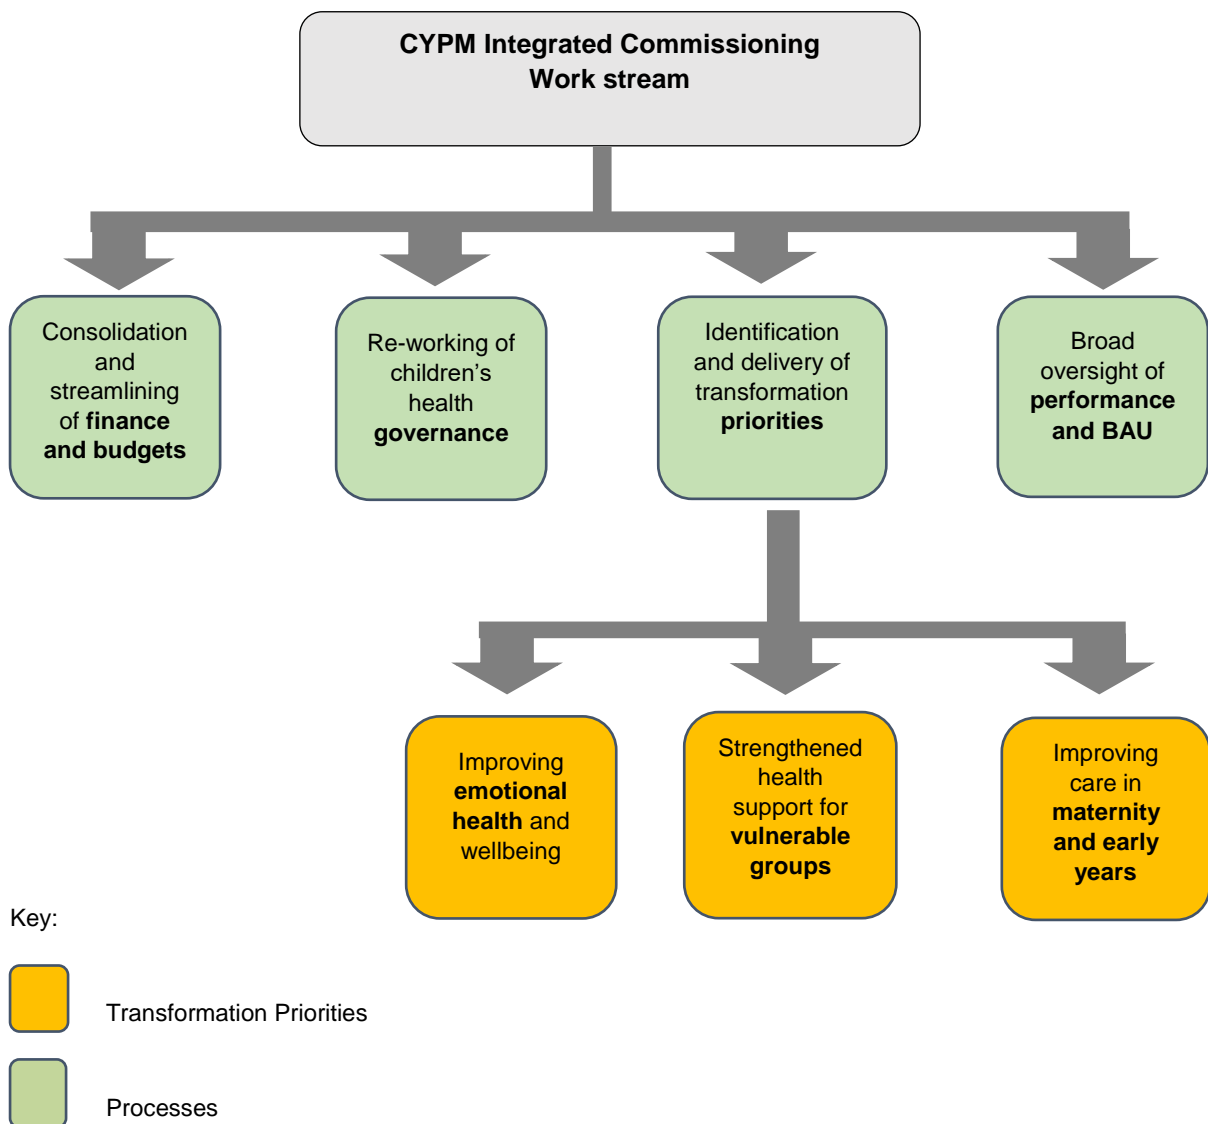 CYPM Integrated Commissioning
Work stream
Consolidation
and
streamlining
of finance
and budgets
Re-working of
children’s
health
governance
Identification
and delivery of
transformation
priorities
Broad
oversight of
performance
and BAU
Improving
emotional
health and
wellbeing
Strengthened
health
support for
vulnerable
groups
Improving
care in
maternity
and early
years
Key:
Transformation Priorities
Processes